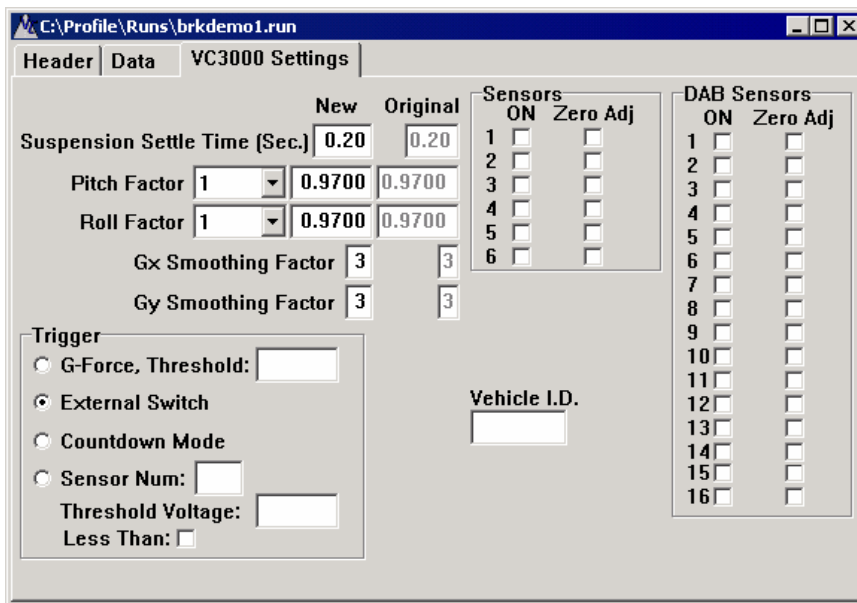 C:\Profile\Runs\brkdemo1.run
Header Data VC3000 Settings
New Original
Suspension Settle Time (Sec.) 0.20 0.20
Pitch Factor 1 0.9700 0.9700
Roll Factor 1 0.9700 0.9700
Gx Smoothing Factor 3 3
Gy Smoothing Factor 3 3
Trigger
G-Force, Threshold:
External Switch
Countdown Mode
Sensor Num:
Threshold Voltage:
Less Than:
Sensors
ON Zero Adj
1
2
3
4
5
6
Vehicle I.D.
DAB Sensors
ON Zero Adj
1
2
3
4
5
6
7
8
9
10
11
12
13
14
15
16